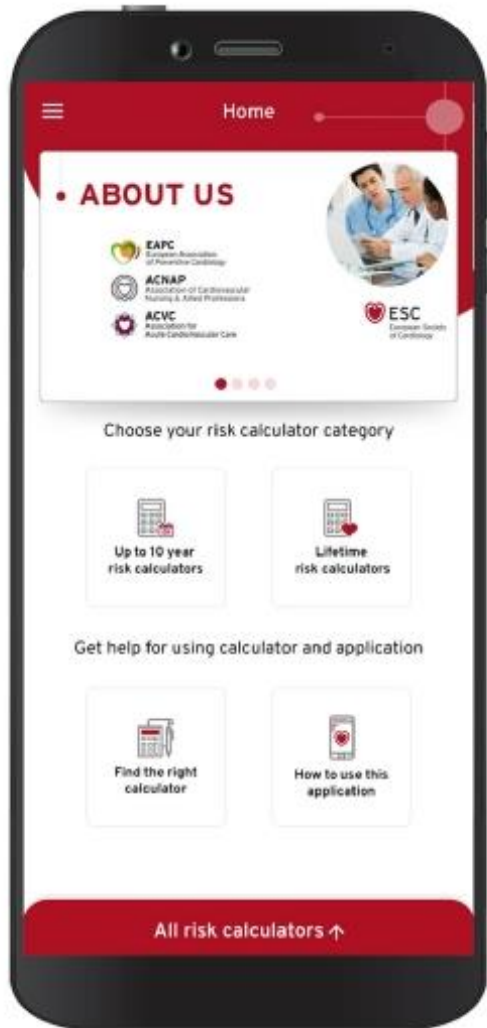 Home
ABOUT US
EAPC
European Association
of Preventive Cardiology
ACNAP
Association of Cardiovascular
Nursing & Allied Professions
ACVC
Association for
Acute CardioVascular Care
ESC
European Society
of Cardiology
Choose your risk calculator category
Up to 10 year
risk calculators
Lifetime
risk calculators
Get help for using calculator and application
Find the right
calculator
How to use this
application
All risk calculators ↑